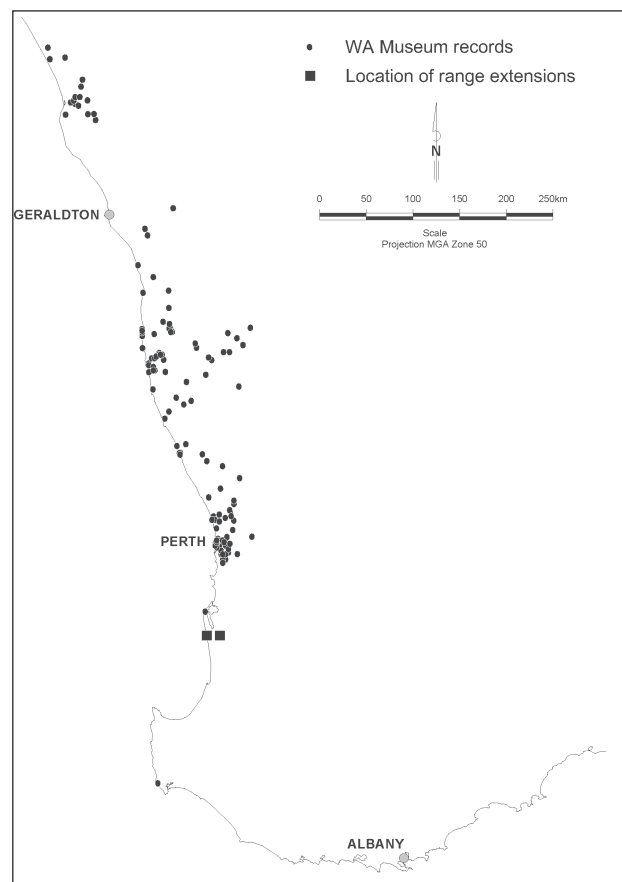 WA Museum records
Location of range extensions
N
0 50 100 150 200 250km
Scale
Projection MGA Zone 50
GERALDTON
PERTH
ALBANY